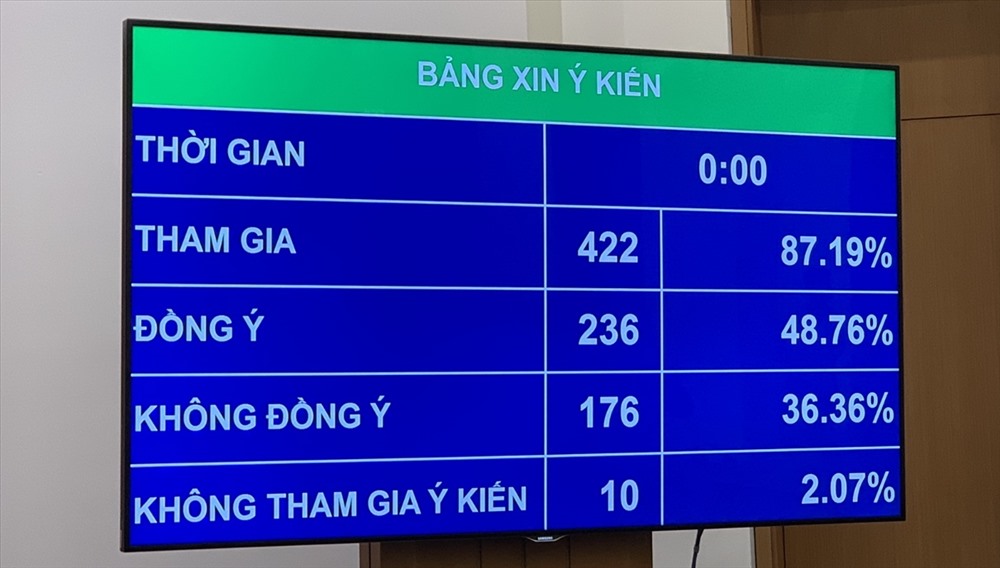 BẢNG XIN Ý KIẾN
THỜI GIAN 0:00
THAM GIA 422 87.19%
ĐỒNG Ý 236 48.76%
KHÔNG ĐỒNG Ý 176 36.36%
KHÔNG THAM GIA Ý KIẾN 10 2.07%
SAMSUNG